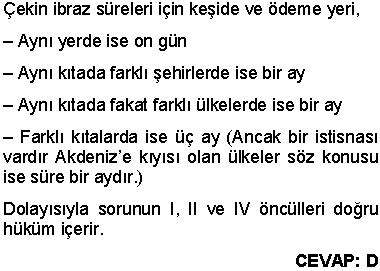 Çekin ibraz süreleri için keşide ve ödeme yeri,
– Aynı yerde ise on gün
– Aynı kıtada farklı şehirlerde ise bir ay
– Aynı kıtada fakat farklı ülkelerde ise bir ay
– Farklı kıtalarda ise üç ay (Ancak bir istisnası
vardır Akdeniz’e kıyısı olan ülkeler söz konusu
ise süre bir aydır.)
Dolayısıyla sorunun I, II ve IV öncülleri doğru
hüküm içerir.
CEVAP: D